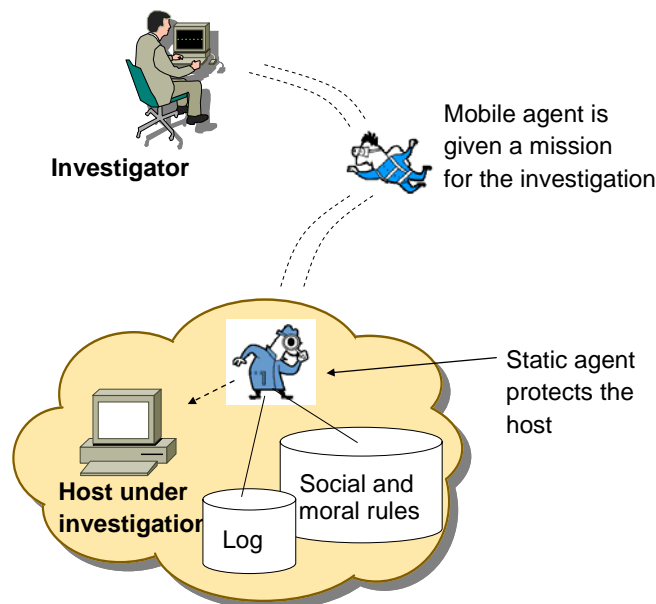 Investigator
Mobile agent is
given a mission
for the investigation
Static agent
protects the
host
Host under
investigation
Social and
moral rules
Log